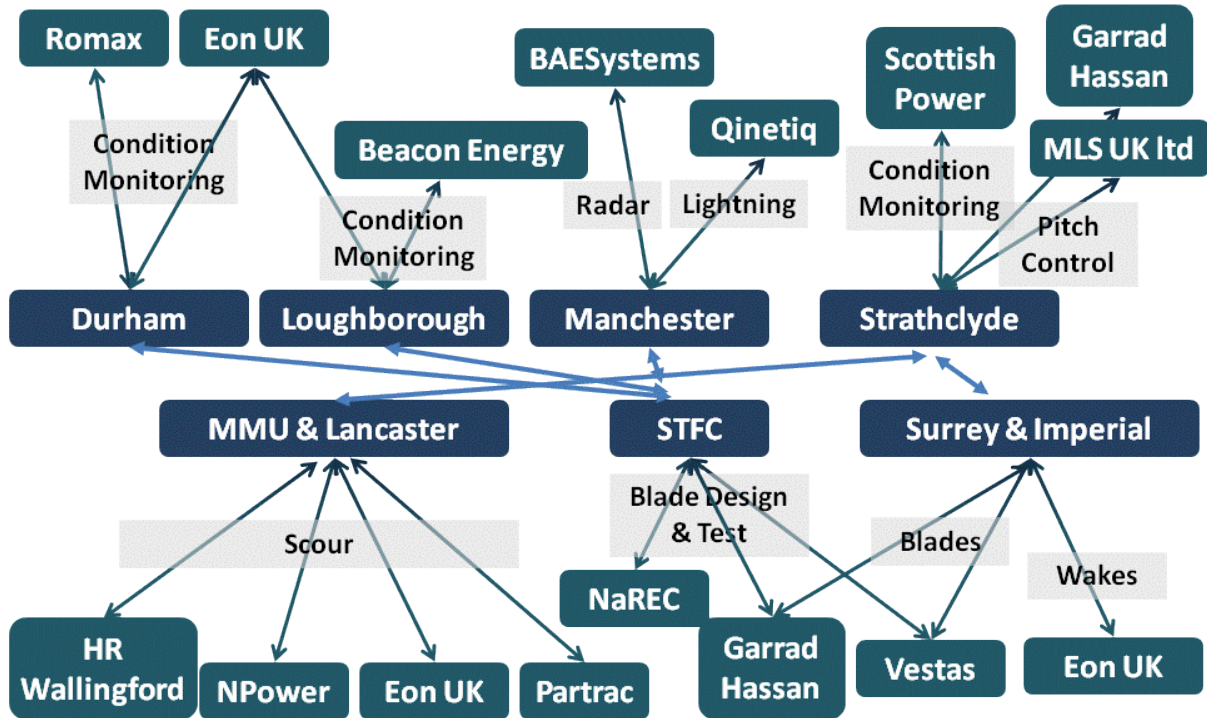 Romax
Eon UK
BAESystems
Scottish
Power
Garrad
Hassan
Qinetiq
Beacon Energy
MLS UK ltd
Condition
Monitoring
Condition
Monitoring
Radar
Lightning
Condition
Monitoring
Pitch
Control
Durham
Loughborough
Manchester
Strathclyde
MMU & Lancaster
STFC
Surrey & Imperial
Scour
Blade Design
& Test
Blades
Wakes
NaREC
HR
Wallingford
NPower
Eon UK
Partrac
Garrad
Hassan
Vestas
Eon UK